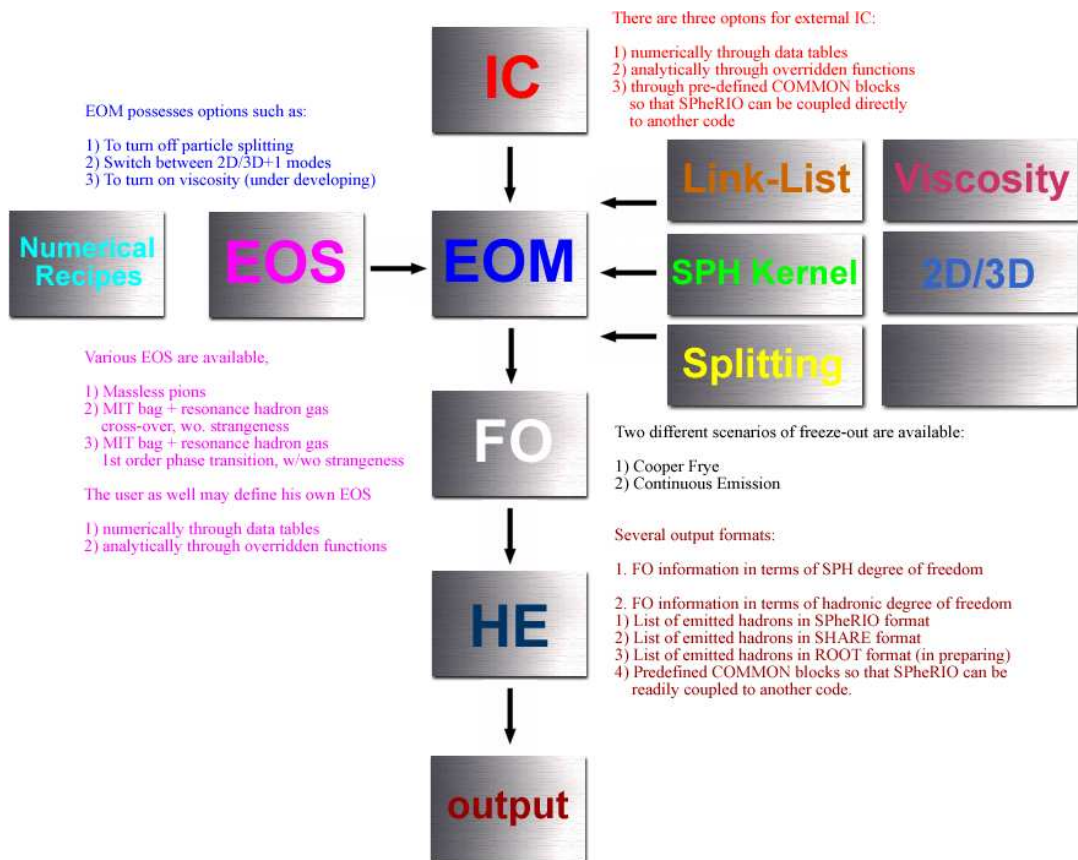 IC
There are three optons for external IC:
1) numerically through data tables
2) analytically through overridden functions
3) through pre-defined COMMON blocks
so that SPheRIO can be coupled directly
to another code
EOM possesses options such as:
1) To turn off particle splitting
2) Switch between 2D/3D+1 modes
3) To turn on viscosity (under developing)
Link-List
Viscosity
Numerical
Recipes
EOS
EOM
SPH Kernel
2D/3D
Splitting
Various EOS are available,
1) Massless pions
2) MIT bag + resonance hadron gas
cross-over, wo. strangeness
3) MIT bag + resonance hadron gas
1st order phase transition, w/wo strangeness
The user as well may define his own EOS
1) numerically through data tables
2) analytically through overridden functions
FO
Two different scenarios of freeze-out are available:
1) Cooper Frye
2) Continuous Emission
HE
Several output formats:
1. FO information in terms of SPH degree of freedom
2. FO information in terms of hadronic degree of freedom
1) List of emitted hadrons in SPheRIO format
2) List of emitted hadrons in SHARE format
3) List of emitted hadrons in ROOT format (in preparing)
4) Predefined COMMON blocks so that SPheRIO can be
readily coupled to another code.
output